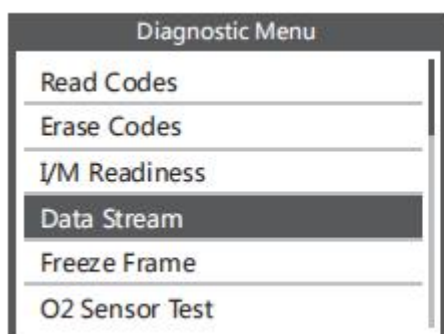 Diagnostic Menu
Read Codes
Erase Codes
I/M Readiness
Data Stream
Freeze Frame
O2 Sensor Test